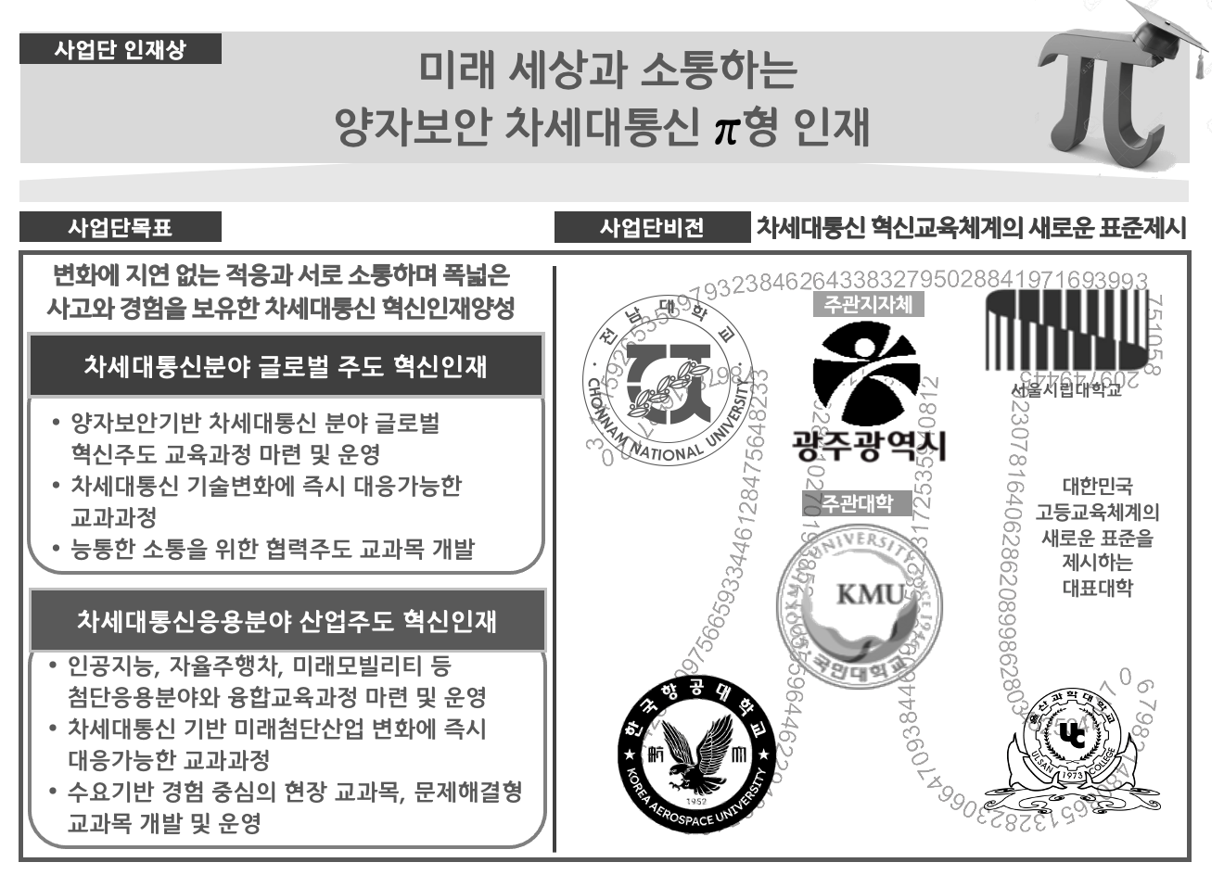 사업단 인재상
미래 세상과 소통하는
양자보안 차세대통신 π형 인재
사업단목표
변화에 지연 없는 적응과 서로 소통하며 폭넓은
사고와 경험을 보유한 차세대통신 혁신인재양성
차세대통신분야 글로벌 주도 혁신인재
• 양자보안기반 차세대통신 분야 글로벌
혁신주도 교육과정 마련 및 운영
• 차세대통신 기술변화에 즉시 대응가능한
교과과정
• 능통한 소통을 위한 협력주도 교과목 개발
차세대통신응용분야 산업주도 혁신인재
• 인공지능, 자율주행차, 미래모빌리티 등
첨단응용분야와 융합교육과정 마련 및 운영
• 차세대통신 기반 미래첨단산업 변화에 즉시
대응가능한 교과과정
• 수요기반 경험 중심의 현장 교과목, 문제해결형
교과목 개발 및 운영
사업단비전
차세대통신 혁신교육체계의 새로운 표준제시
전남대학교
CHONNAM NATIONAL UNIVERSITY
주관지자체
광주광역시
서울시립대학교
주관대학
KOOKMIN UNIVERSITY SINCE 1946
KMU
국민대학교
대한민국
고등교육체계의
새로운 표준을
제시하는
대표대학
한국항공대학교
航 大
1952
KOREA AEROSPACE UNIVERSITY
울산과학대학교
UC
1973
ULSAN COLLEGE